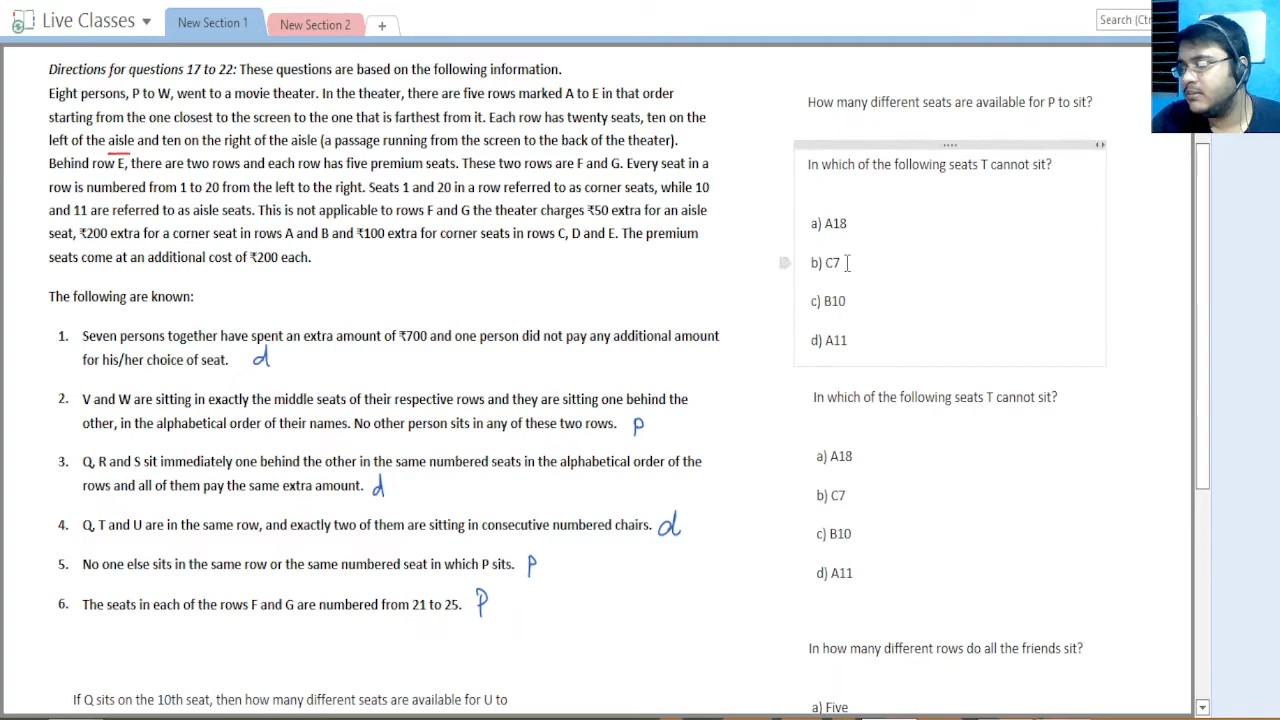 Live Classes
New Section 1
New Section 2
+
Search (Ctr
Directions for questions 17 to 22: These questions are based on the following information.
Eight persons, P to W, went to a movie theater. In the theater, there are five rows marked A to E in that order
starting from the one closest to the screen to the one that is farthest from it. Each row has twenty seats, ten on the
left of the aisle and ten on the right of the aisle (a passage running from the screen to the back of the theater).
Behind row E, there are two rows and each row has five premium seats. These two rows are F and G. Every seat in a
row is numbered from 1 to 20 from the left to the right. Seats 1 and 20 in a row referred to as corner seats, while 10
and 11 are referred to as aisle seats. This is not applicable to rows F and G the theater charges ₹50 extra for an aisle
seat, ₹200 extra for a corner seat in rows A and B and ₹100 extra for corner seats in rows C, D and E. The premium
seats come at an additional cost of ₹200 each.
The following are known:
1. Seven persons together have spent an extra amount of ₹700 and one person did not pay any additional amount
for his/her choice of seat. d
2. V and W are sitting in exactly the middle seats of their respective rows and they are sitting one behind the
other, in the alphabetical order of their names. No other person sits in any of these two rows. p
3. Q, R and S sit immediately one behind the other in the same numbered seats in the alphabetical order of the
rows and all of them pay the same extra amount. d
4. Q, T and U are in the same row, and exactly two of them are sitting in consecutive numbered chairs. d
5. No one else sits in the same row or the same numbered seat in which P sits. p
6. The seats in each of the rows F and G are numbered from 21 to 25. p
If Q sits on the 10th seat, then how many different seats are available for U to
How many different seats are available for P to sit?
In which of the following seats T cannot sit?
a) A18
b) C7
c) B10
d) A11
In which of the following seats T cannot sit?
a) A18
b) C7
c) B10
d) A11
In how many different rows do all the friends sit?
a) Five